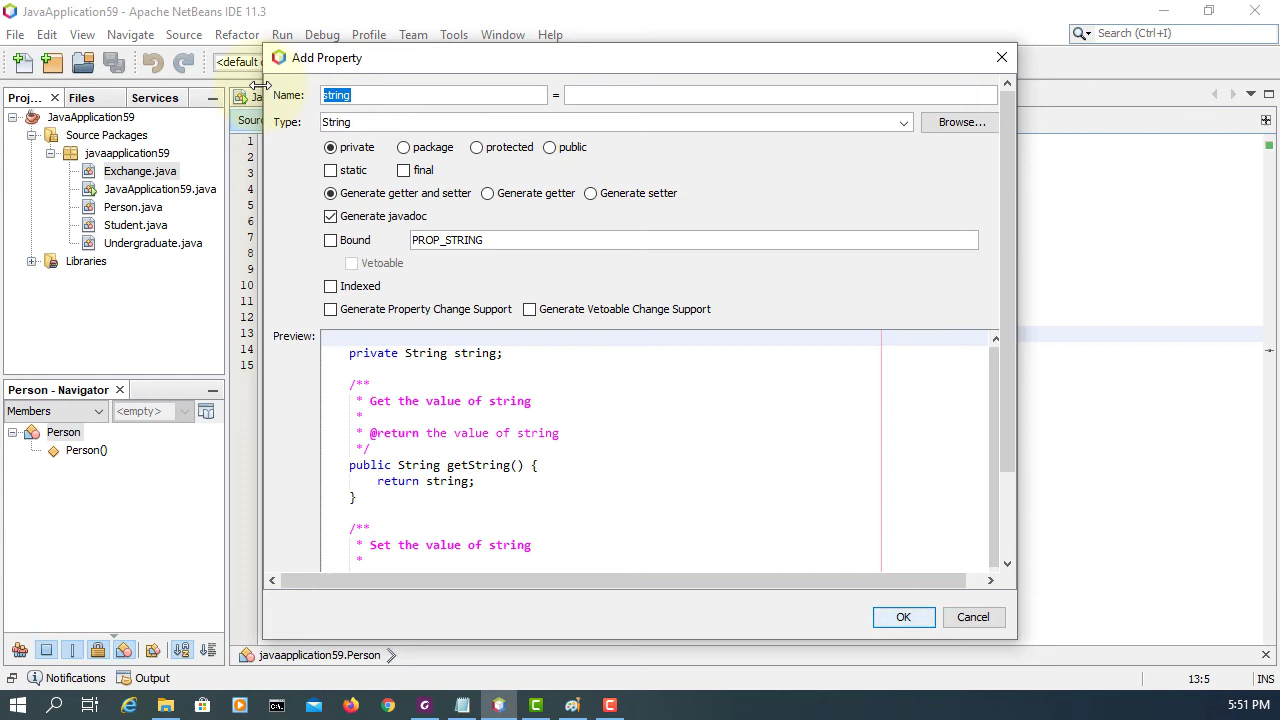 JavaApplication59 - Apache NetBeans IDE 11.3
File Edit View Navigate Source Refactor Run Debug Profile Team Tools Window Help
Search (Ctrl+I)
<default
Add Property
Proj... Files Services
Name: string =
Type: String Browse...
private package protected public
static final
Generate getter and setter Generate getter Generate setter
Generate javadoc
Bound PROP_STRING
Vetoable
Indexed
Generate Property Change Support Generate Vetoable Change Support
Preview:
private String string;
/**
* Get the value of string
*
* @return the value of string
*/
public String getString() {
return string;
}
/**
* Set the value of string
*
OK Cancel
JavaApplication59
Source Packages
javaapplication59
Exchange.java
JavaApplication59.java
Person.java
Student.java
Undergraduate.java
Libraries
1
2
3
4
5
6
7
8
9
10
11
12
13
14
15
Person - Navigator
Members <empty>
Person
Person()
javaapplication59.Person
Notifications Output
13:5 INS
5:51 PM